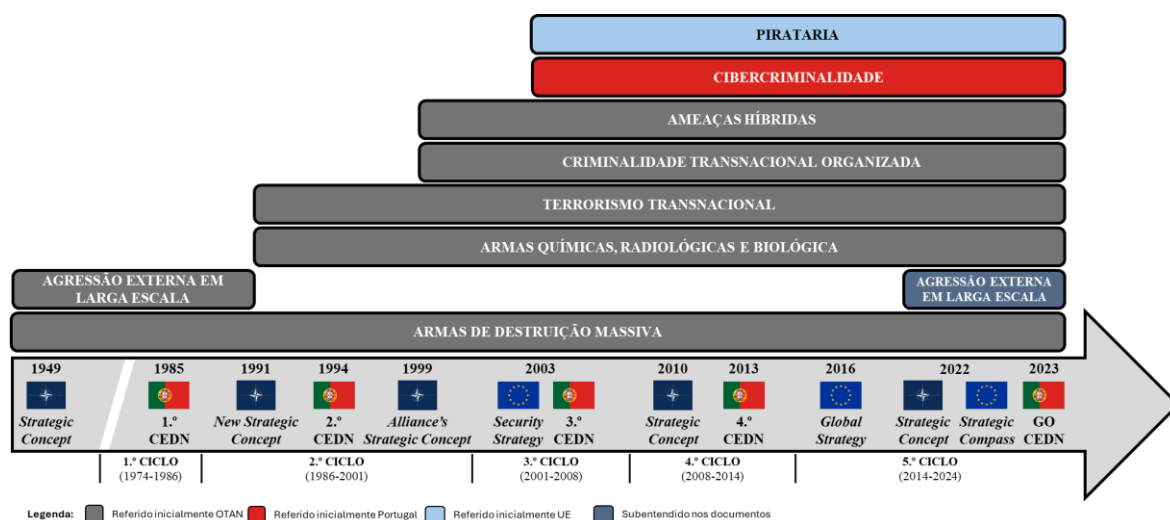 PIRATARIA
CIBERCRIMINALIDADE
AMEAÇAS HÍBRIDAS
CRIMINALIDADE TRANSNACIONAL ORGANIZADA
TERRORISMO TRANSNACIONAL
ARMAS QUÍMICAS, RADIOLÓGICAS E BIOLÓGICA
AGRESSÃO EXTERNA EM
LARGA ESCALA
AGRESSÃO EXTERNA
EM LARGA ESCALA
ARMAS DE DESTRUIÇÃO MASSIVA
1949 1985 1991 1994 1999 2003 2010 2013 2016 2022 2023
Strategic 1.º New Strategic 2.º Alliance's Security 3.º Strategic 4.º Global Strategic Strategic GO
Concept CEDN Concept CEDN Strategic Concept Strategy CEDN Concept CEDN Strategy Concept Compass CEDN
1.º CICLO 2.º CICLO 3.º CICLO 4.º CICLO 5.º CICLO
(1974-1986) (1986-2001) (2001-2008) (2008-2014) (2014-2024)
Legenda: Referido inicialmente OTAN Referido inicialmente Portugal Referido inicialmente UE Subentendido nos documentos